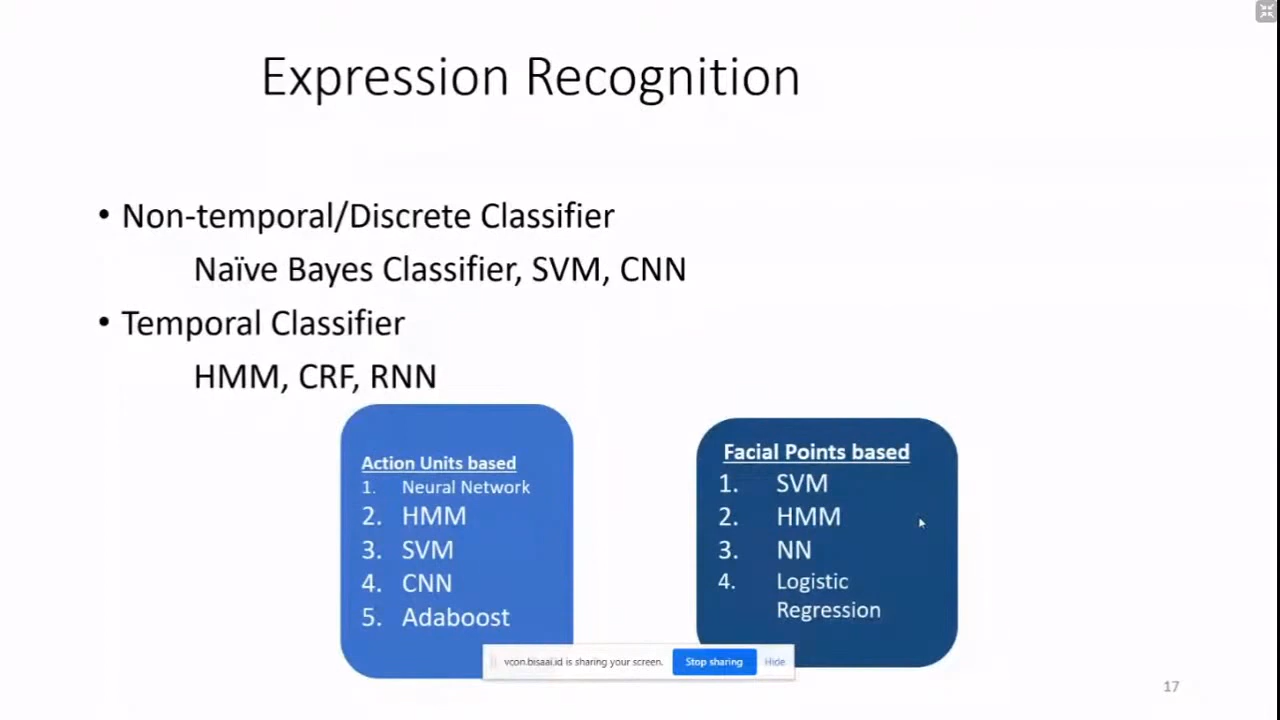 Expression Recognition
• Non-temporal/Discrete Classifier
Naïve Bayes Classifier, SVM, CNN
• Temporal Classifier
HMM, CRF, RNN
Action Units based
1. Neural Network
2. HMM
3. SVM
4. CNN
5. Adaboost
Facial Points based
1. SVM
2. HMM
3. NN
4. Logistic
Regression
vcon.bisaai.id is sharing your screen. Stop sharing Hide
17